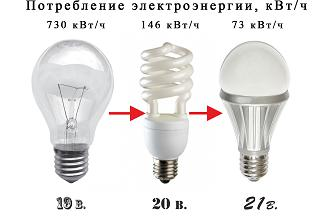 Потребление электроэнергии, кВт/ч
730 кВт/ч 146 кВт/ч 73 кВт/ч
19 в. 20 в. 21в.